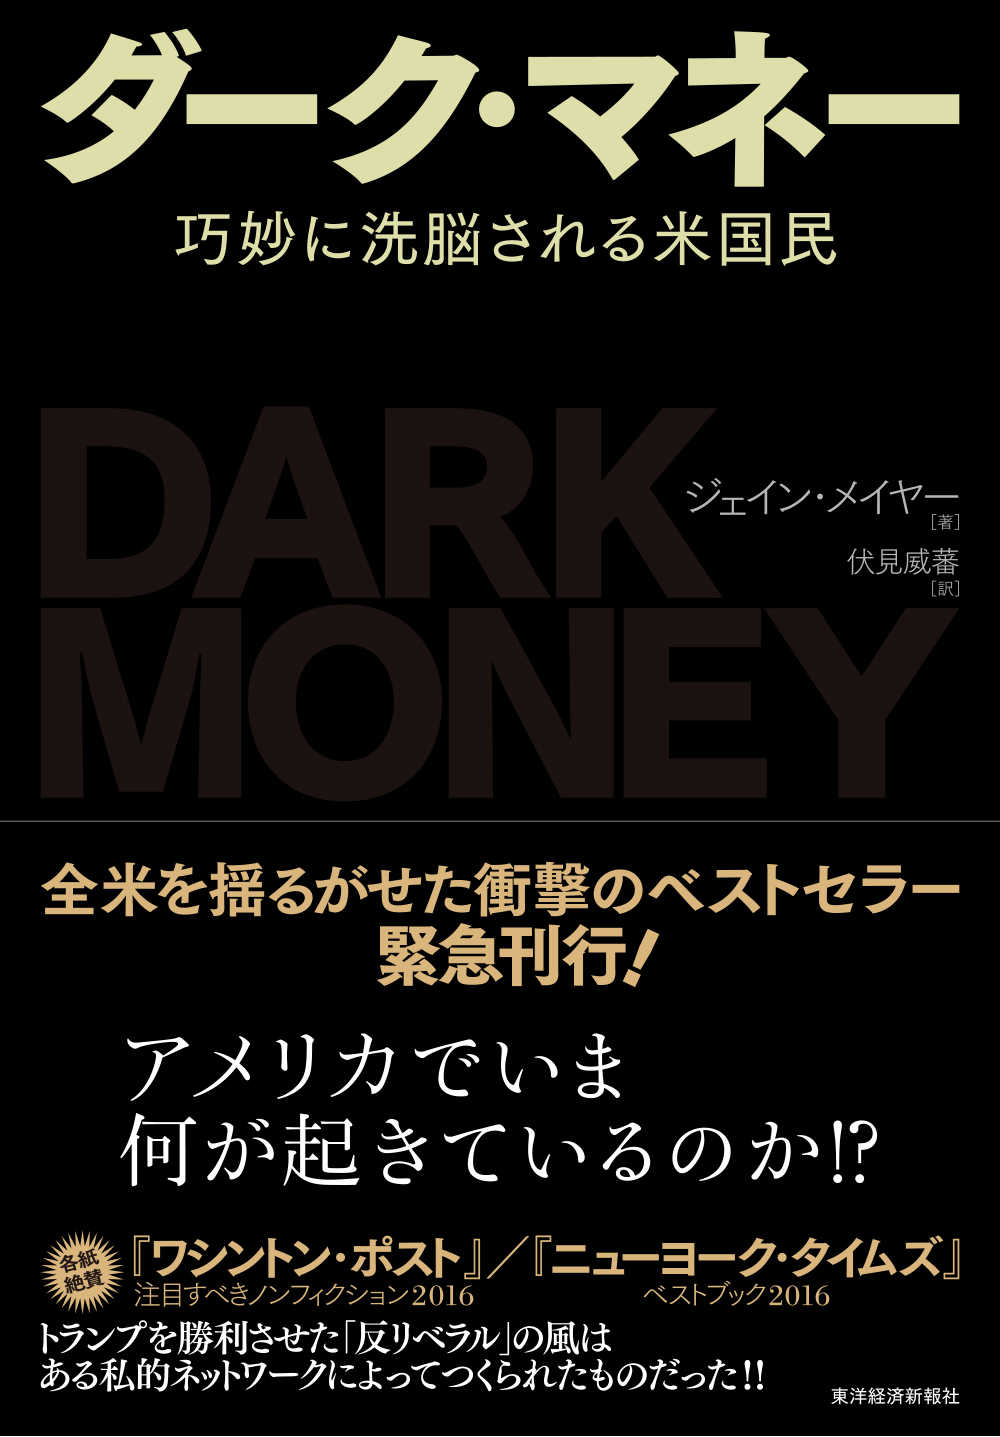 ダーク・マネー
巧妙に洗脳される米国民
DARK
MONEY
ジェイン・メイヤー
[著]
伏見威蕃
[訳]
全米を揺るがせた衝撃のベストセラー
緊急刊行!
アメリカでいま
何が起きているのか!?
各紙
絶賛
『ワシントン・ポスト』/『ニューヨーク・タイムズ』
注目すべきノンフィクション2016 ベストブック2016
トランプを勝利させた「反リベラル」の風は
ある私的ネットワークによってつくられたものだった!!
東洋経済新報社